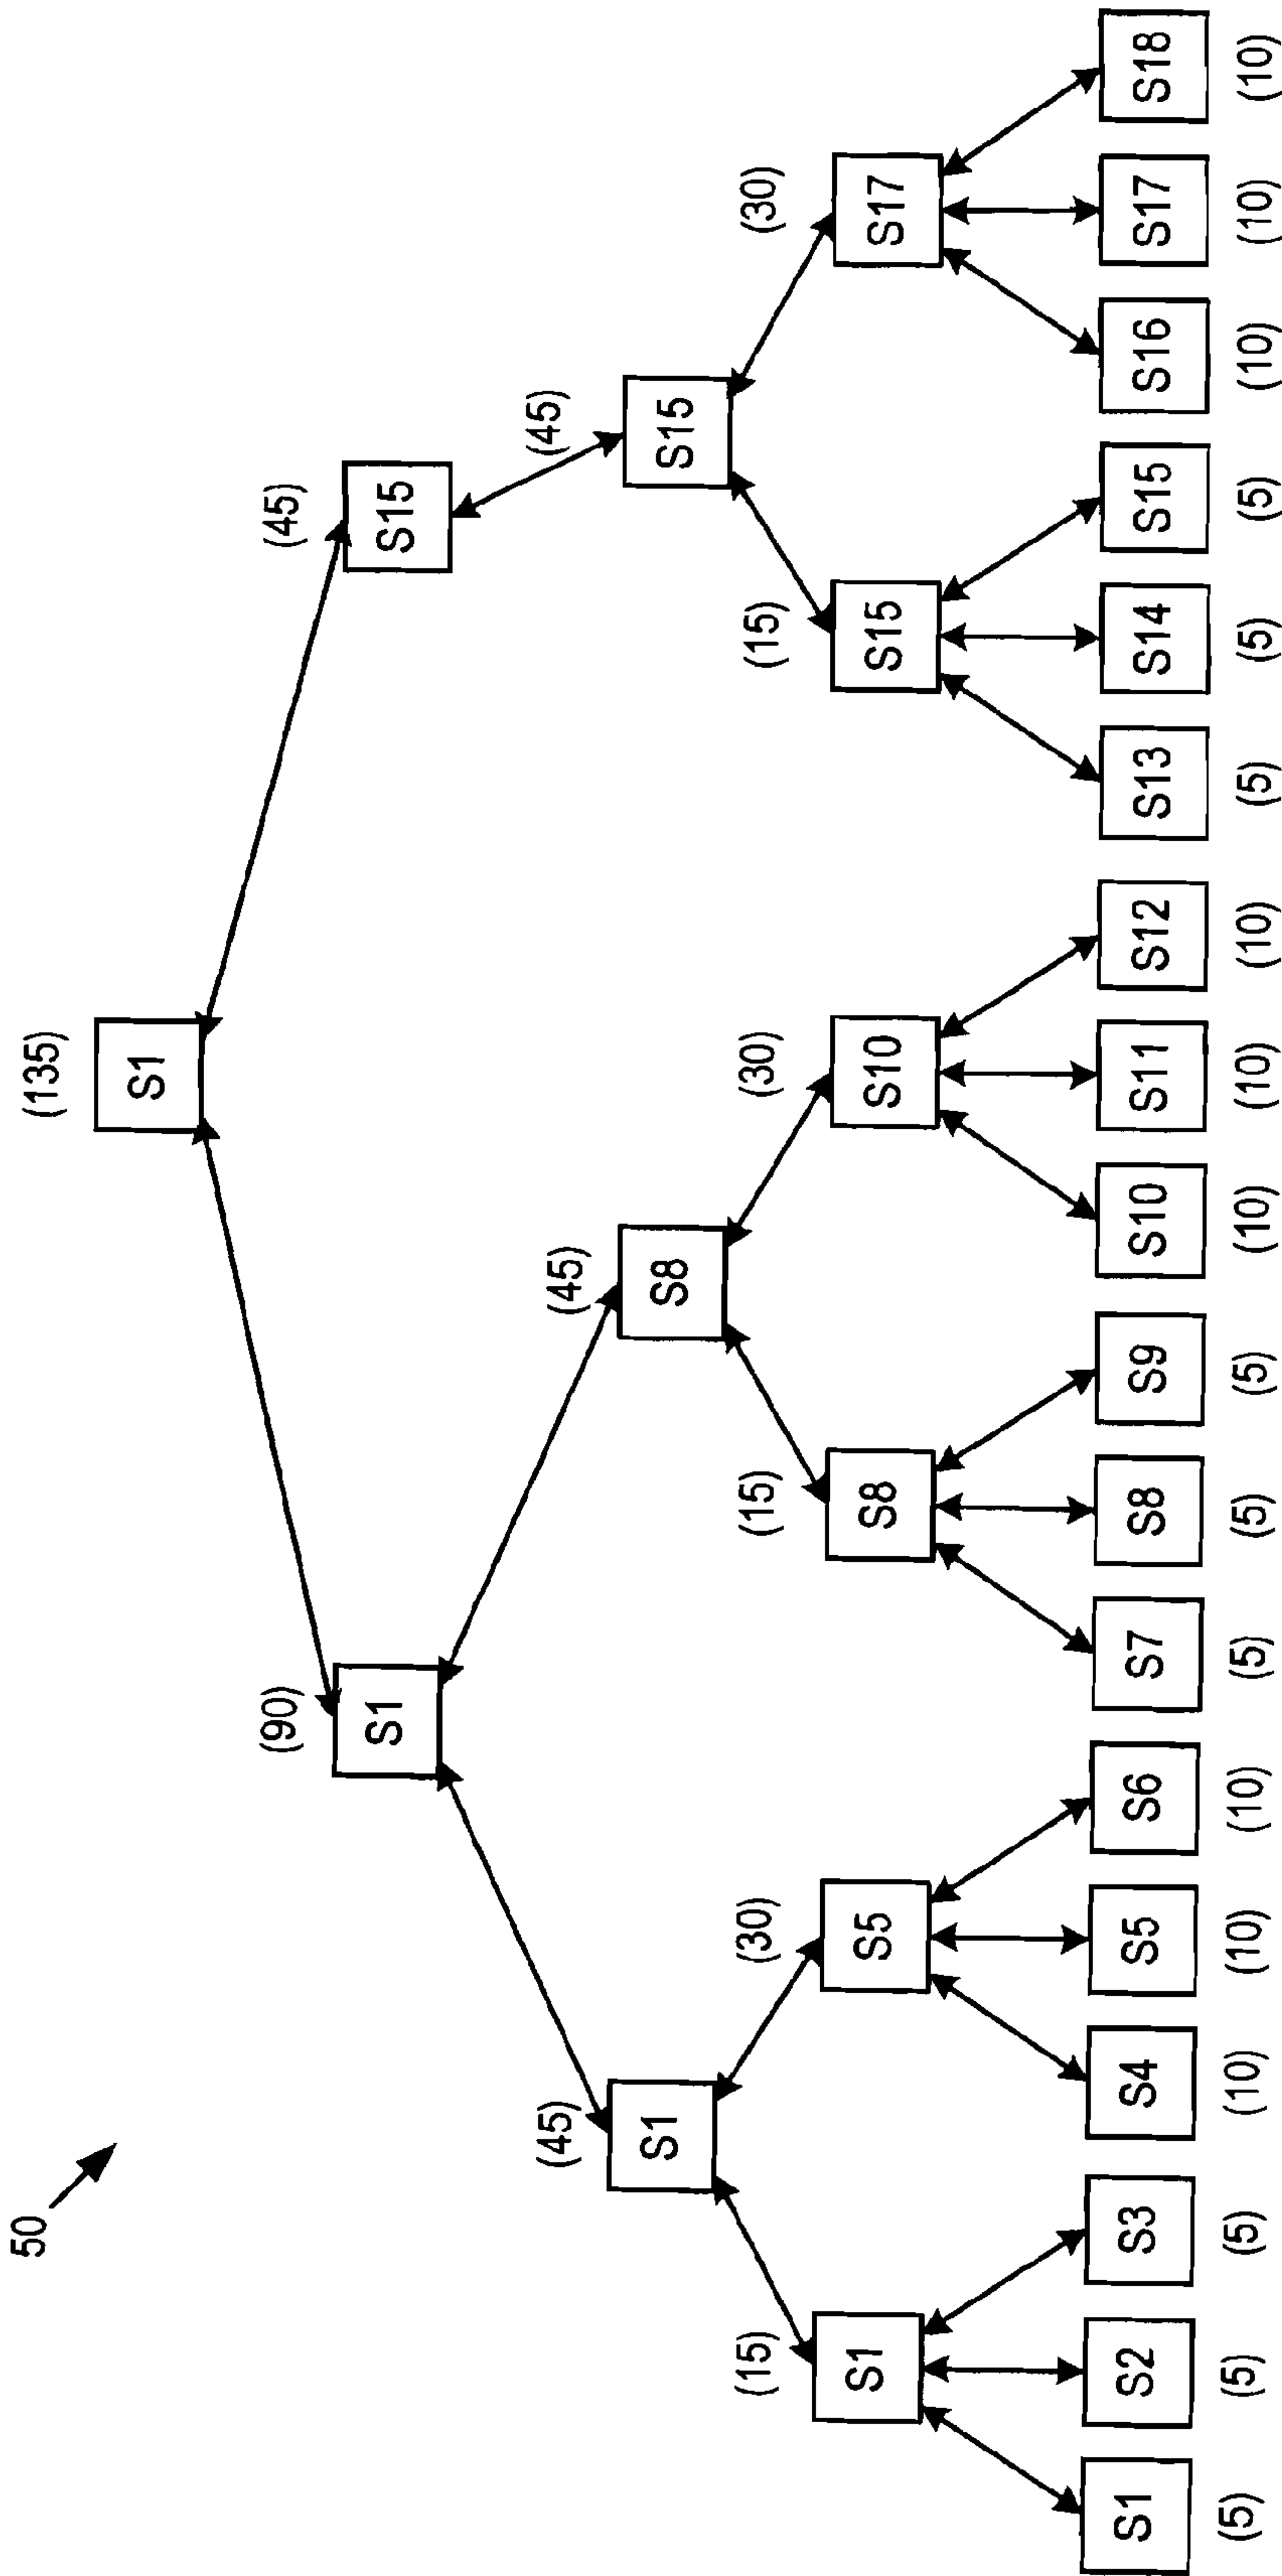 50
(135)
S1
(90)
(45)
S1
S15
(45)
(45)
(45)
S1
S8
S15
(15)
(30)
(15)
(30)
(15)
(30)
S1
S5
S8
S10
S15
S17
S1
S2
S3
S4
S5
S6
S7
S8
S9
S10
S11
S12
S13
S14
S15
S16
S17
S18
(5)
(5)
(5)
(10)
(10)
(10)
(5)
(5)
(5)
(10)
(10)
(10)
(5)
(5)
(5)
(10)
(10)
(10)